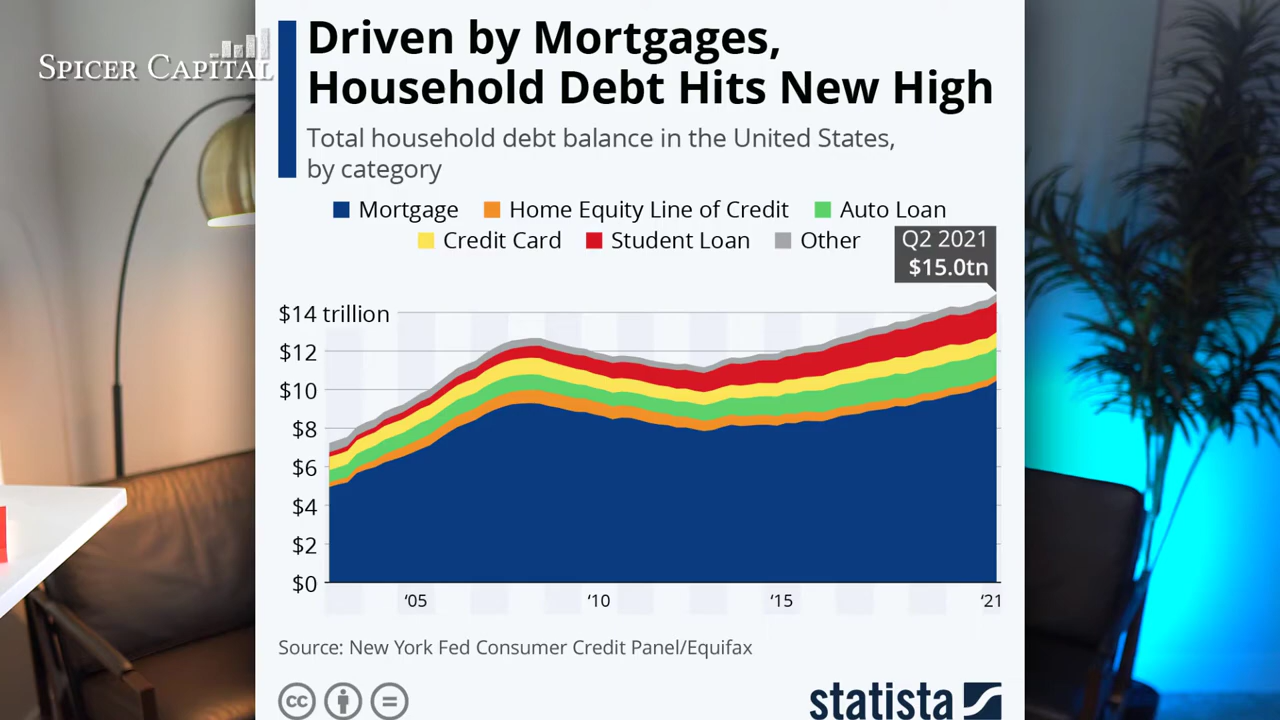 SPICER CAPITAL
Driven by Mortgages,
Household Debt Hits New High
Total household debt balance in the United States,
by category
Mortgage Home Equity Line of Credit Auto Loan
Credit Card Student Loan Other
Q2 2021
$15.0tn
$14 trillion
$12
$10
$8
$6
$4
$2
$0
'05 '10 '15 '21
Source: New York Fed Consumer Credit Panel/Equifax
cc
statista